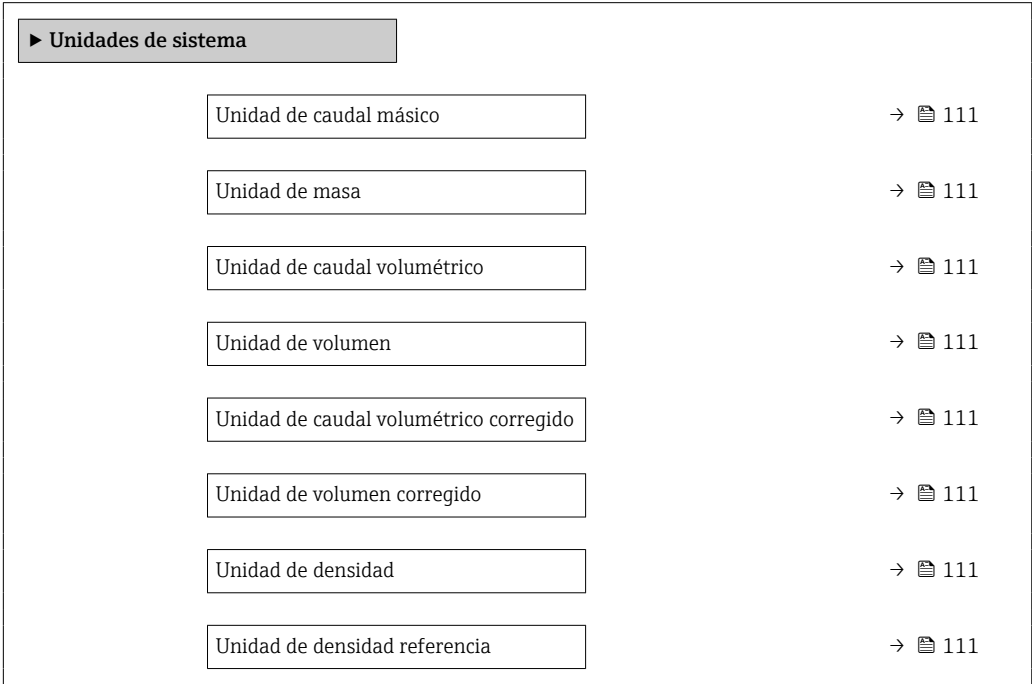 ► Unidades de sistema
Unidad de caudal másico → 111
Unidad de masa → 111
Unidad de caudal volumétrico → 111
Unidad de volumen → 111
Unidad de caudal volumétrico corregido → 111
Unidad de volumen corregido → 111
Unidad de densidad → 111
Unidad de densidad referencia → 111